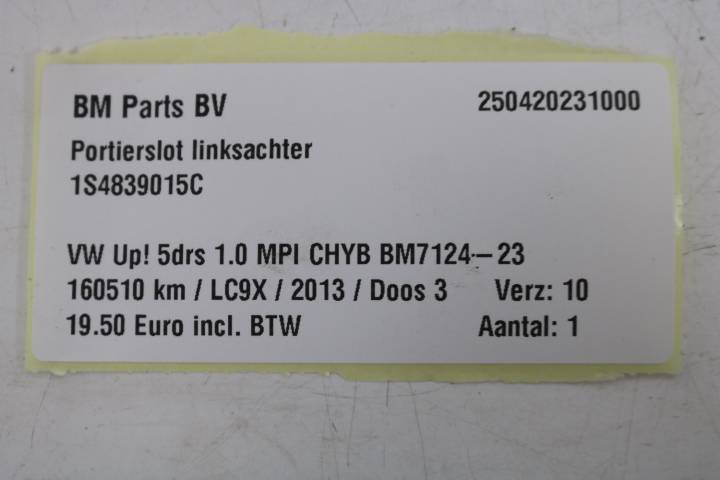 BM Parts BV 250420231000
Portierslot linksachter
1S4839015C
VW Up! 5drs 1.0 MPI CHYB BM7124-23
160510 km / LC9X / 2013 / Doos 3 Verz: 10
19.50 Euro incl. BTW Aantal: 1